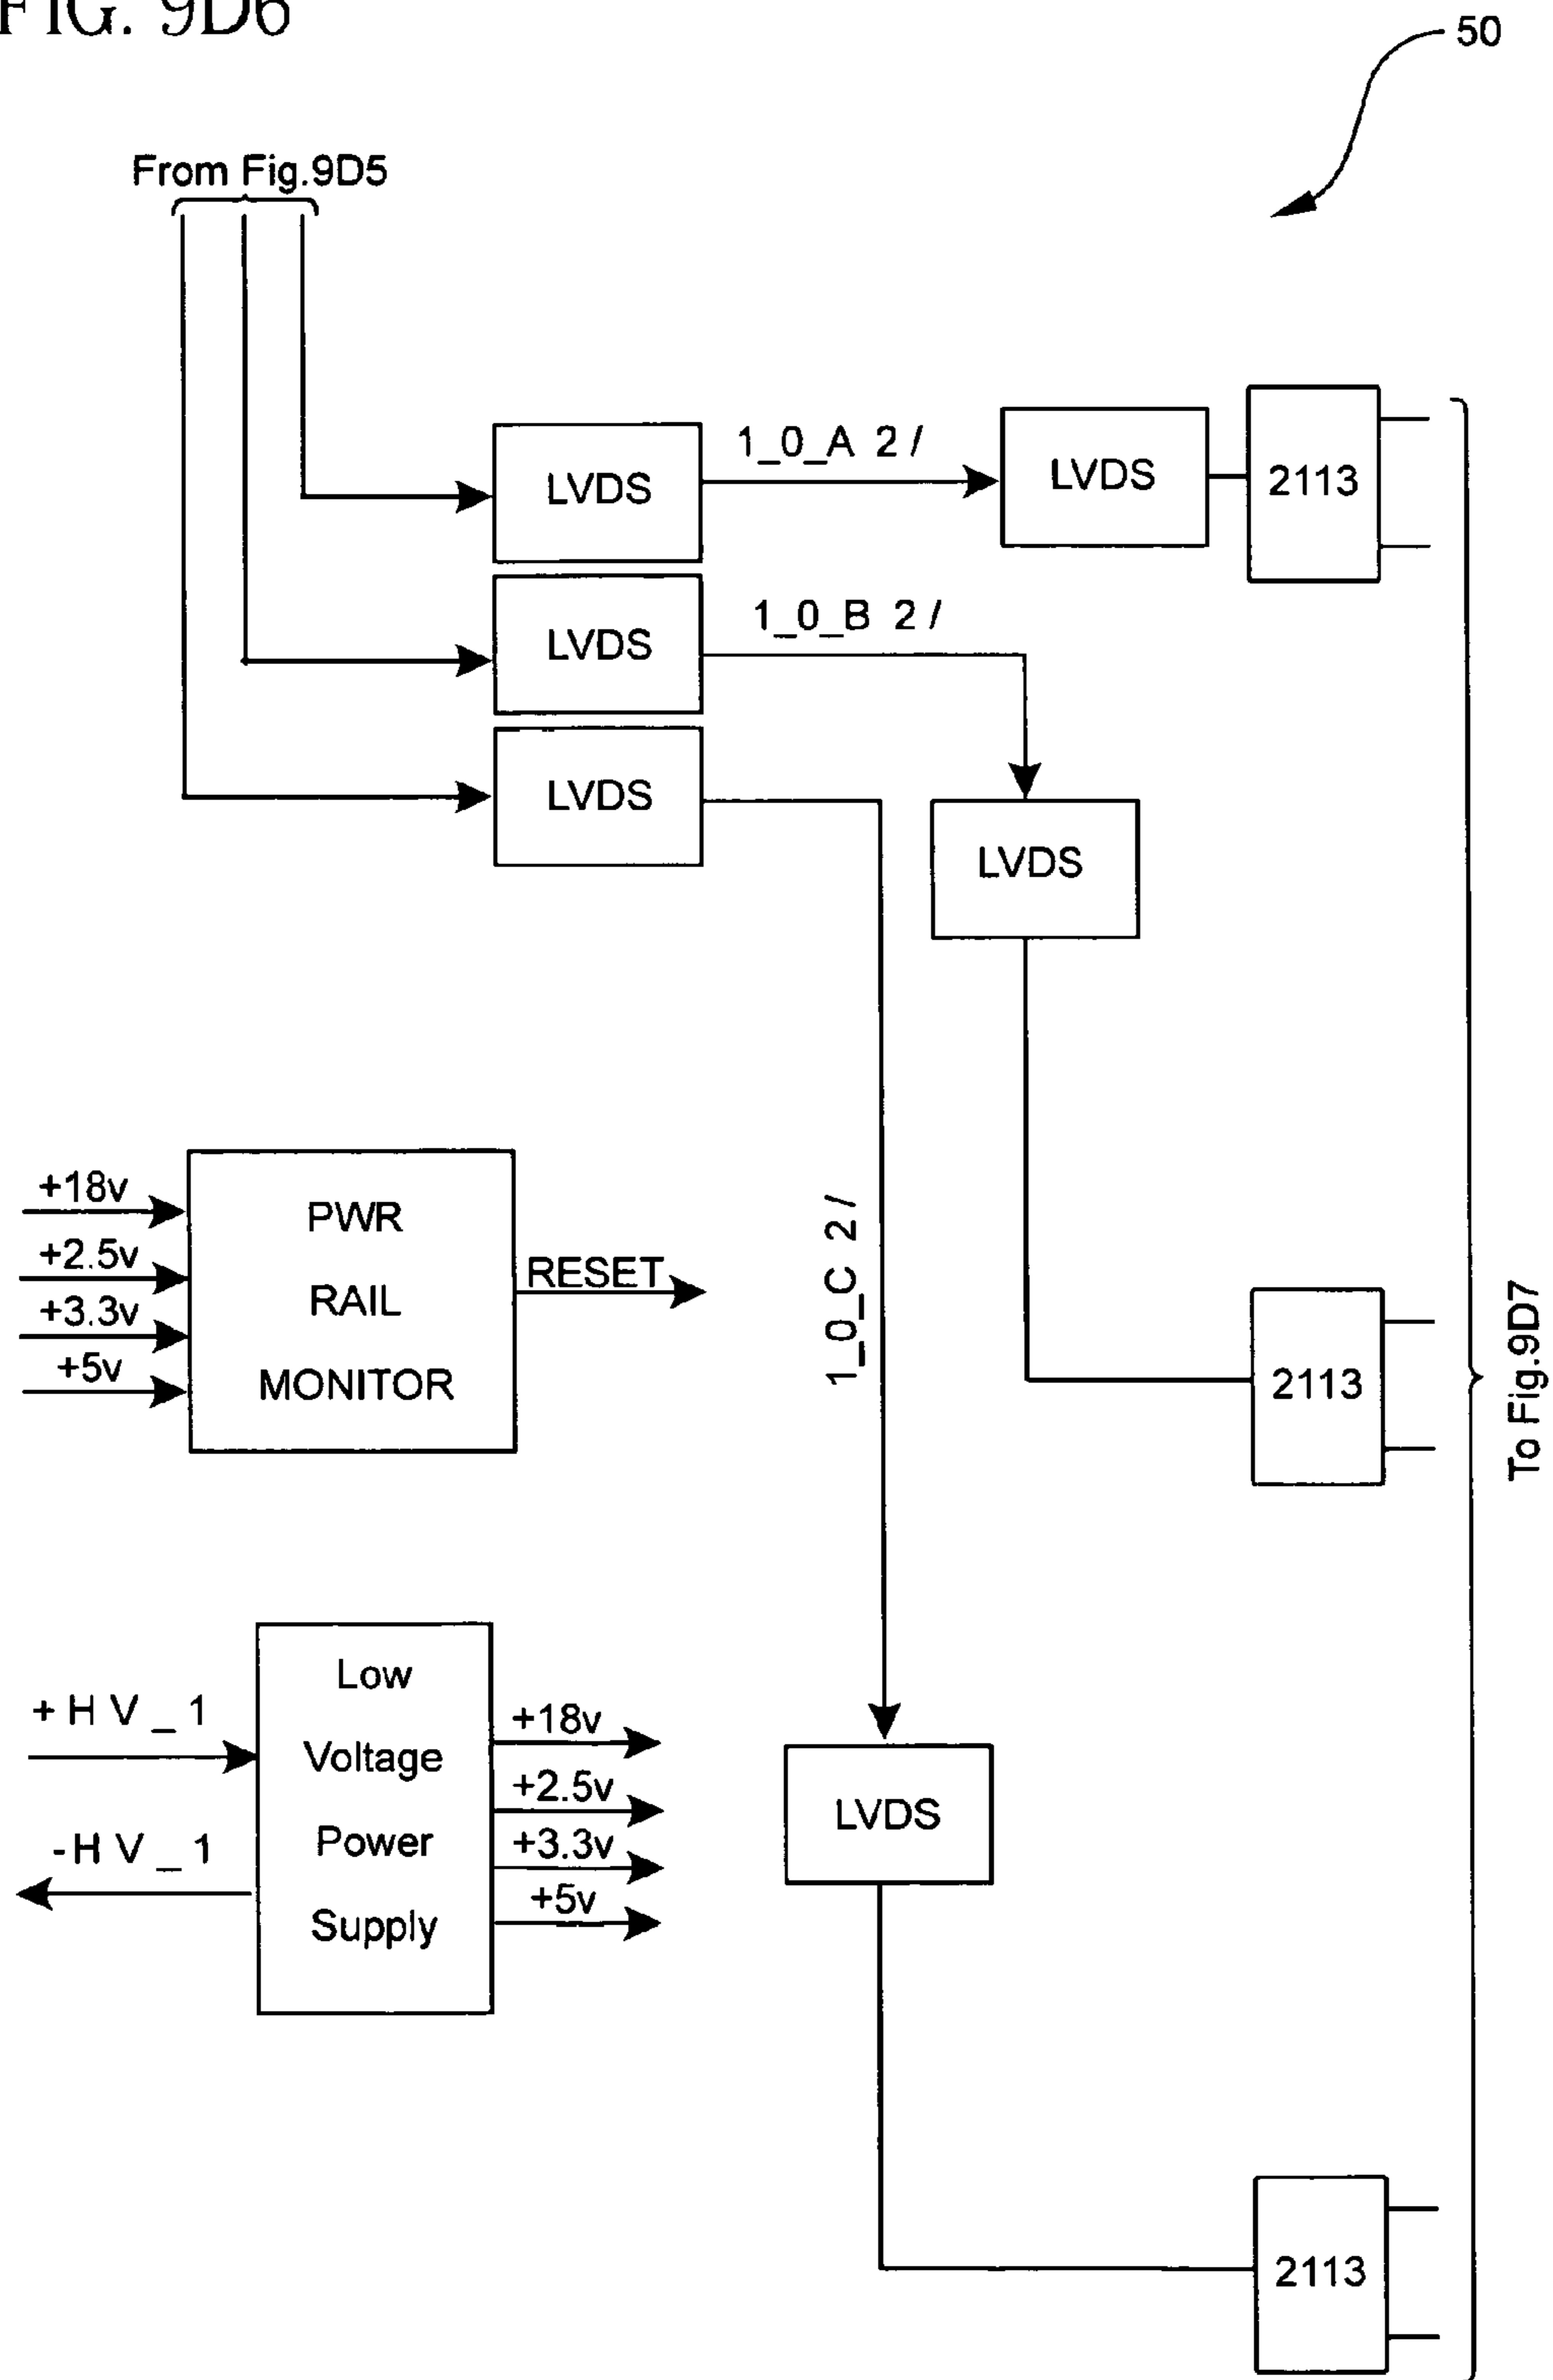 FIG. 9D6
50
From Fig.9D5
LVDS
1_0_A 2 /
LVDS
2113
LVDS
1_0_B 2 /
LVDS
LVDS
1_0_C 2 /
+18v
+2.5v
+3.3v
+5v
PWR
RAIL
MONITOR
RESET
2113
To Fig.9D7
+ H V _ 1
- H V _ 1
Low
Voltage
Power
Supply
+18v
+2.5v
+3.3v
+5v
LVDS
2113